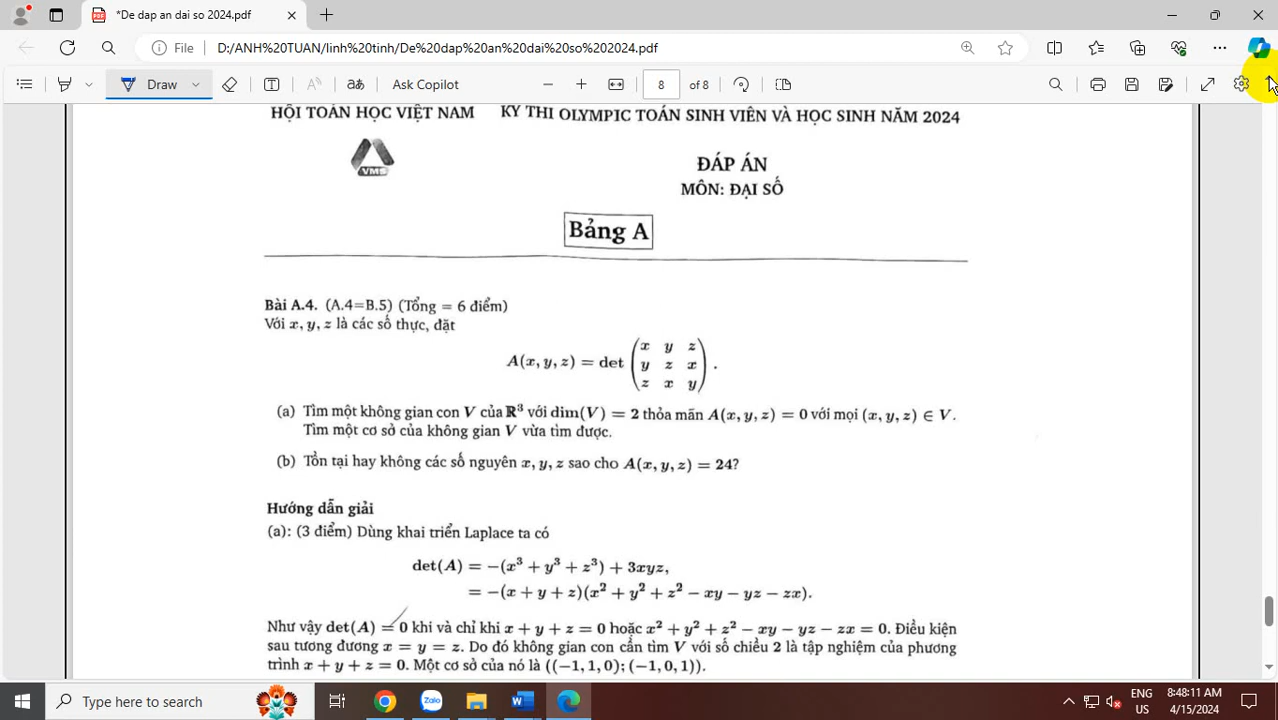 *De dap an dai so 2024.pdf
File D:/ANH%20TUAN/linh%20tinh/De%20dap%20an%20dai%20so%202024.pdf
Draw aあ Ask Copilot 8 of 8
HỘI TOÁN HỌC VIỆT NAM KỲ THI OLYMPIC TOÁN SINH VIÊN VÀ HỌC SINH NĂM 2024
VMS
ĐÁP ÁN
MÔN: ĐẠI SỐ
Bảng A
Bài A.4. (A.4=B.5) (Tổng = 6 điểm)
Với x, y, z là các số thực, đặt
A(x, y, z) = det
x y z
y z x
z x y
.
(a) Tìm một không gian con V của ℝ³ với dim(V) = 2 thỏa mãn A(x, y, z) = 0 với mọi (x, y, z) ∈ V.
Tìm một cơ sở của không gian V vừa tìm được.
(b) Tồn tại hay không các số nguyên x, y, z sao cho A(x, y, z) = 24?
Hướng dẫn giải
(a): (3 điểm) Dùng khai triển Laplace ta có
det(A) = −(x³ + y³ + z³) + 3xyz,
= −(x + y + z)(x² + y² + z² − xy − yz − zx).
Như vậy det(A) = 0 khi và chỉ khi x + y + z = 0 hoặc x² + y² + z² − xy − yz − zx = 0. Điều kiện
sau tương đương x = y = z. Do đó không gian con cần tìm V với số chiều 2 là tập nghiệm của phương
trình x + y + z = 0. Một cơ sở của nó là ((−1, 1, 0); (−1, 0, 1)).
Type here to search
Zalo
ENG 8:48:11 AM
US 4/15/2024